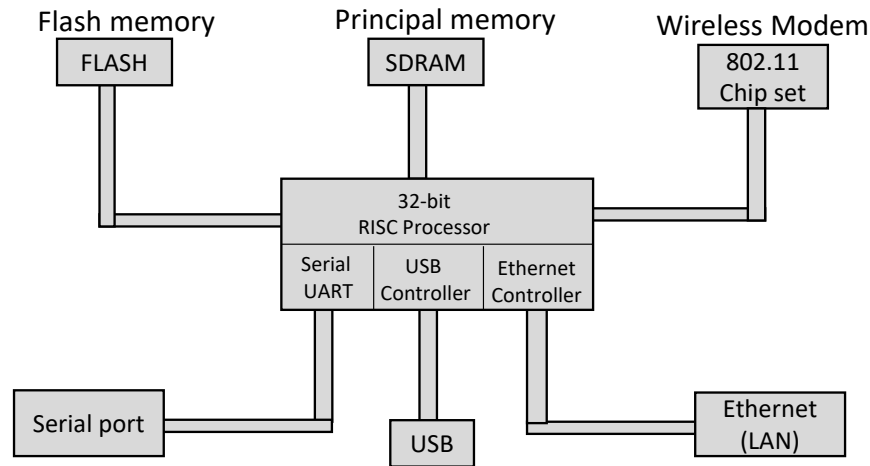 Flash memory
Principal memory
Wireless Modem
FLASH
SDRAM
802.11
Chip set
32-bit
RISC Processor
Serial
UART
USB
Controller
Ethernet
Controller
Serial port
USB
Ethernet
(LAN)